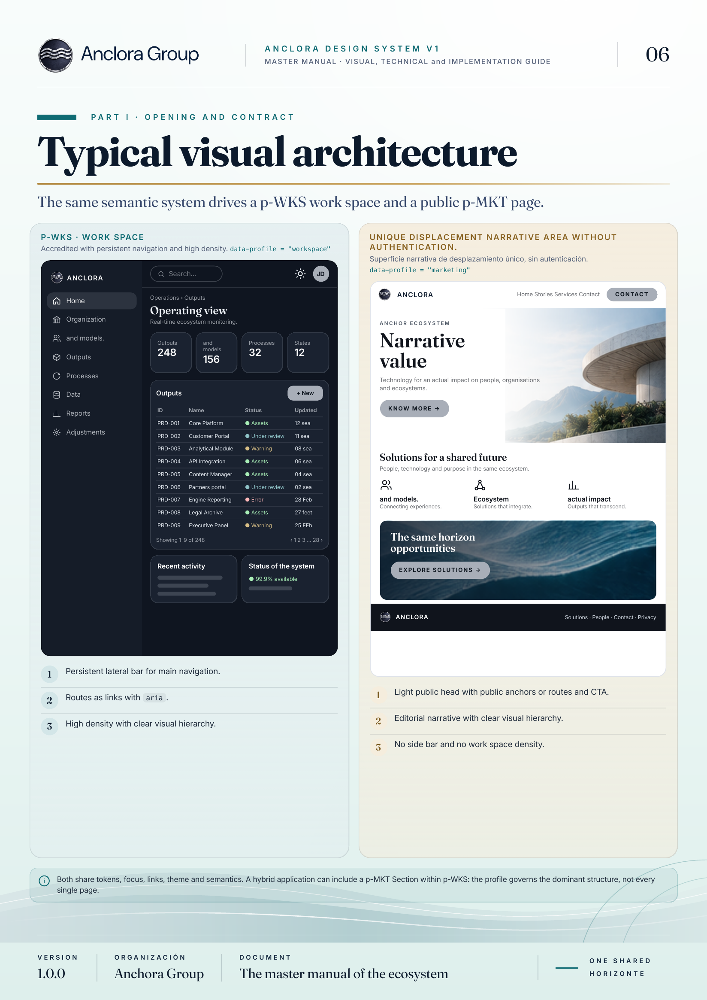 Anclora Group
ANCLORA DESIGN SYSTEM V1
MASTER MANUAL · VISUAL, TECHNICAL and IMPLEMENTATION GUIDE
06
PART I · OPENING AND CONTRACT
Typical visual architecture
The same semantic system drives a p-WKS work space and a public p-MKT page.
P-WKS · WORK SPACE
Accredited with persistent navigation and high density. data-profile = "workspace"
ANCLORA
Home
Organization
and models.
Outputs
Processes
Data
Reports
Adjustments
Search...
JD
Operations › Outputs
Operating view
Real-time ecosystem monitoring.
Outputs
248
and
models.
156
Processes
32
States
12
Outputs
+ New
ID Name Status Updated
PRD-001 Core Platform Assets 12 sea
PRD-002 Customer Portal Under review 11 sea
PRD-003 Analytical Module Warning 08 sea
PRD-004 API Integration Assets 06 sea
PRD-005 Content Manager Assets 04 sea
PRD-006 Partners portal Under review 02 sea
PRD-007 Engine Reporting Error 28 Feb
PRD-008 Legal Archive Assets 27 feet
PRD-009 Executive Panel Warning 25 FEb
Showing 1-9 of 248 ‹ 1 2 3 ... 28 ›
Recent activity
Status of the system
99.9% available
1 Persistent lateral bar for main navigation.
2 Routes as links with aria.
3 High density with clear visual hierarchy.
UNIQUE DISPLACEMENT NARRATIVE AREA WITHOUT
AUTHENTICATION.
Superficie narrativa de desplazamiento único, sin autenticación.
data-profile = "marketing"
ANCLORA
Home Stories Services Contact
CONTACT
ANCHOR ECOSYSTEM
Narrative
value
Technology for an actual impact on people, organisations
and ecosystems.
KNOW MORE →
Solutions for a shared future
People, technology and purpose in the same ecosystem.
and models.
Connecting experiences.
Ecosystem
Solutions that integrate.
actual impact
Outputs that transcend.
The same horizon
opportunities
EXPLORE SOLUTIONS →
ANCLORA
Solutions · People · Contact · Privacy
1 Light public head with public anchors or routes and CTA.
2 Editorial narrative with clear visual hierarchy.
3 No side bar and no work space density.
Both share tokens, focus, links, theme and semantics. A hybrid application can include a p-MKT Section within p-WKS: the profile governs the dominant structure, not every
single page.
VERSION
1.0.0
ORGANIZACIÓN
Anchora Group
DOCUMENT
The master manual of the ecosystem
ONE SHARED
HORIZONTE